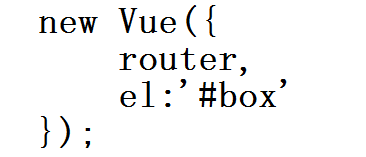 new Vue({
    router,
    el:’#box’
});